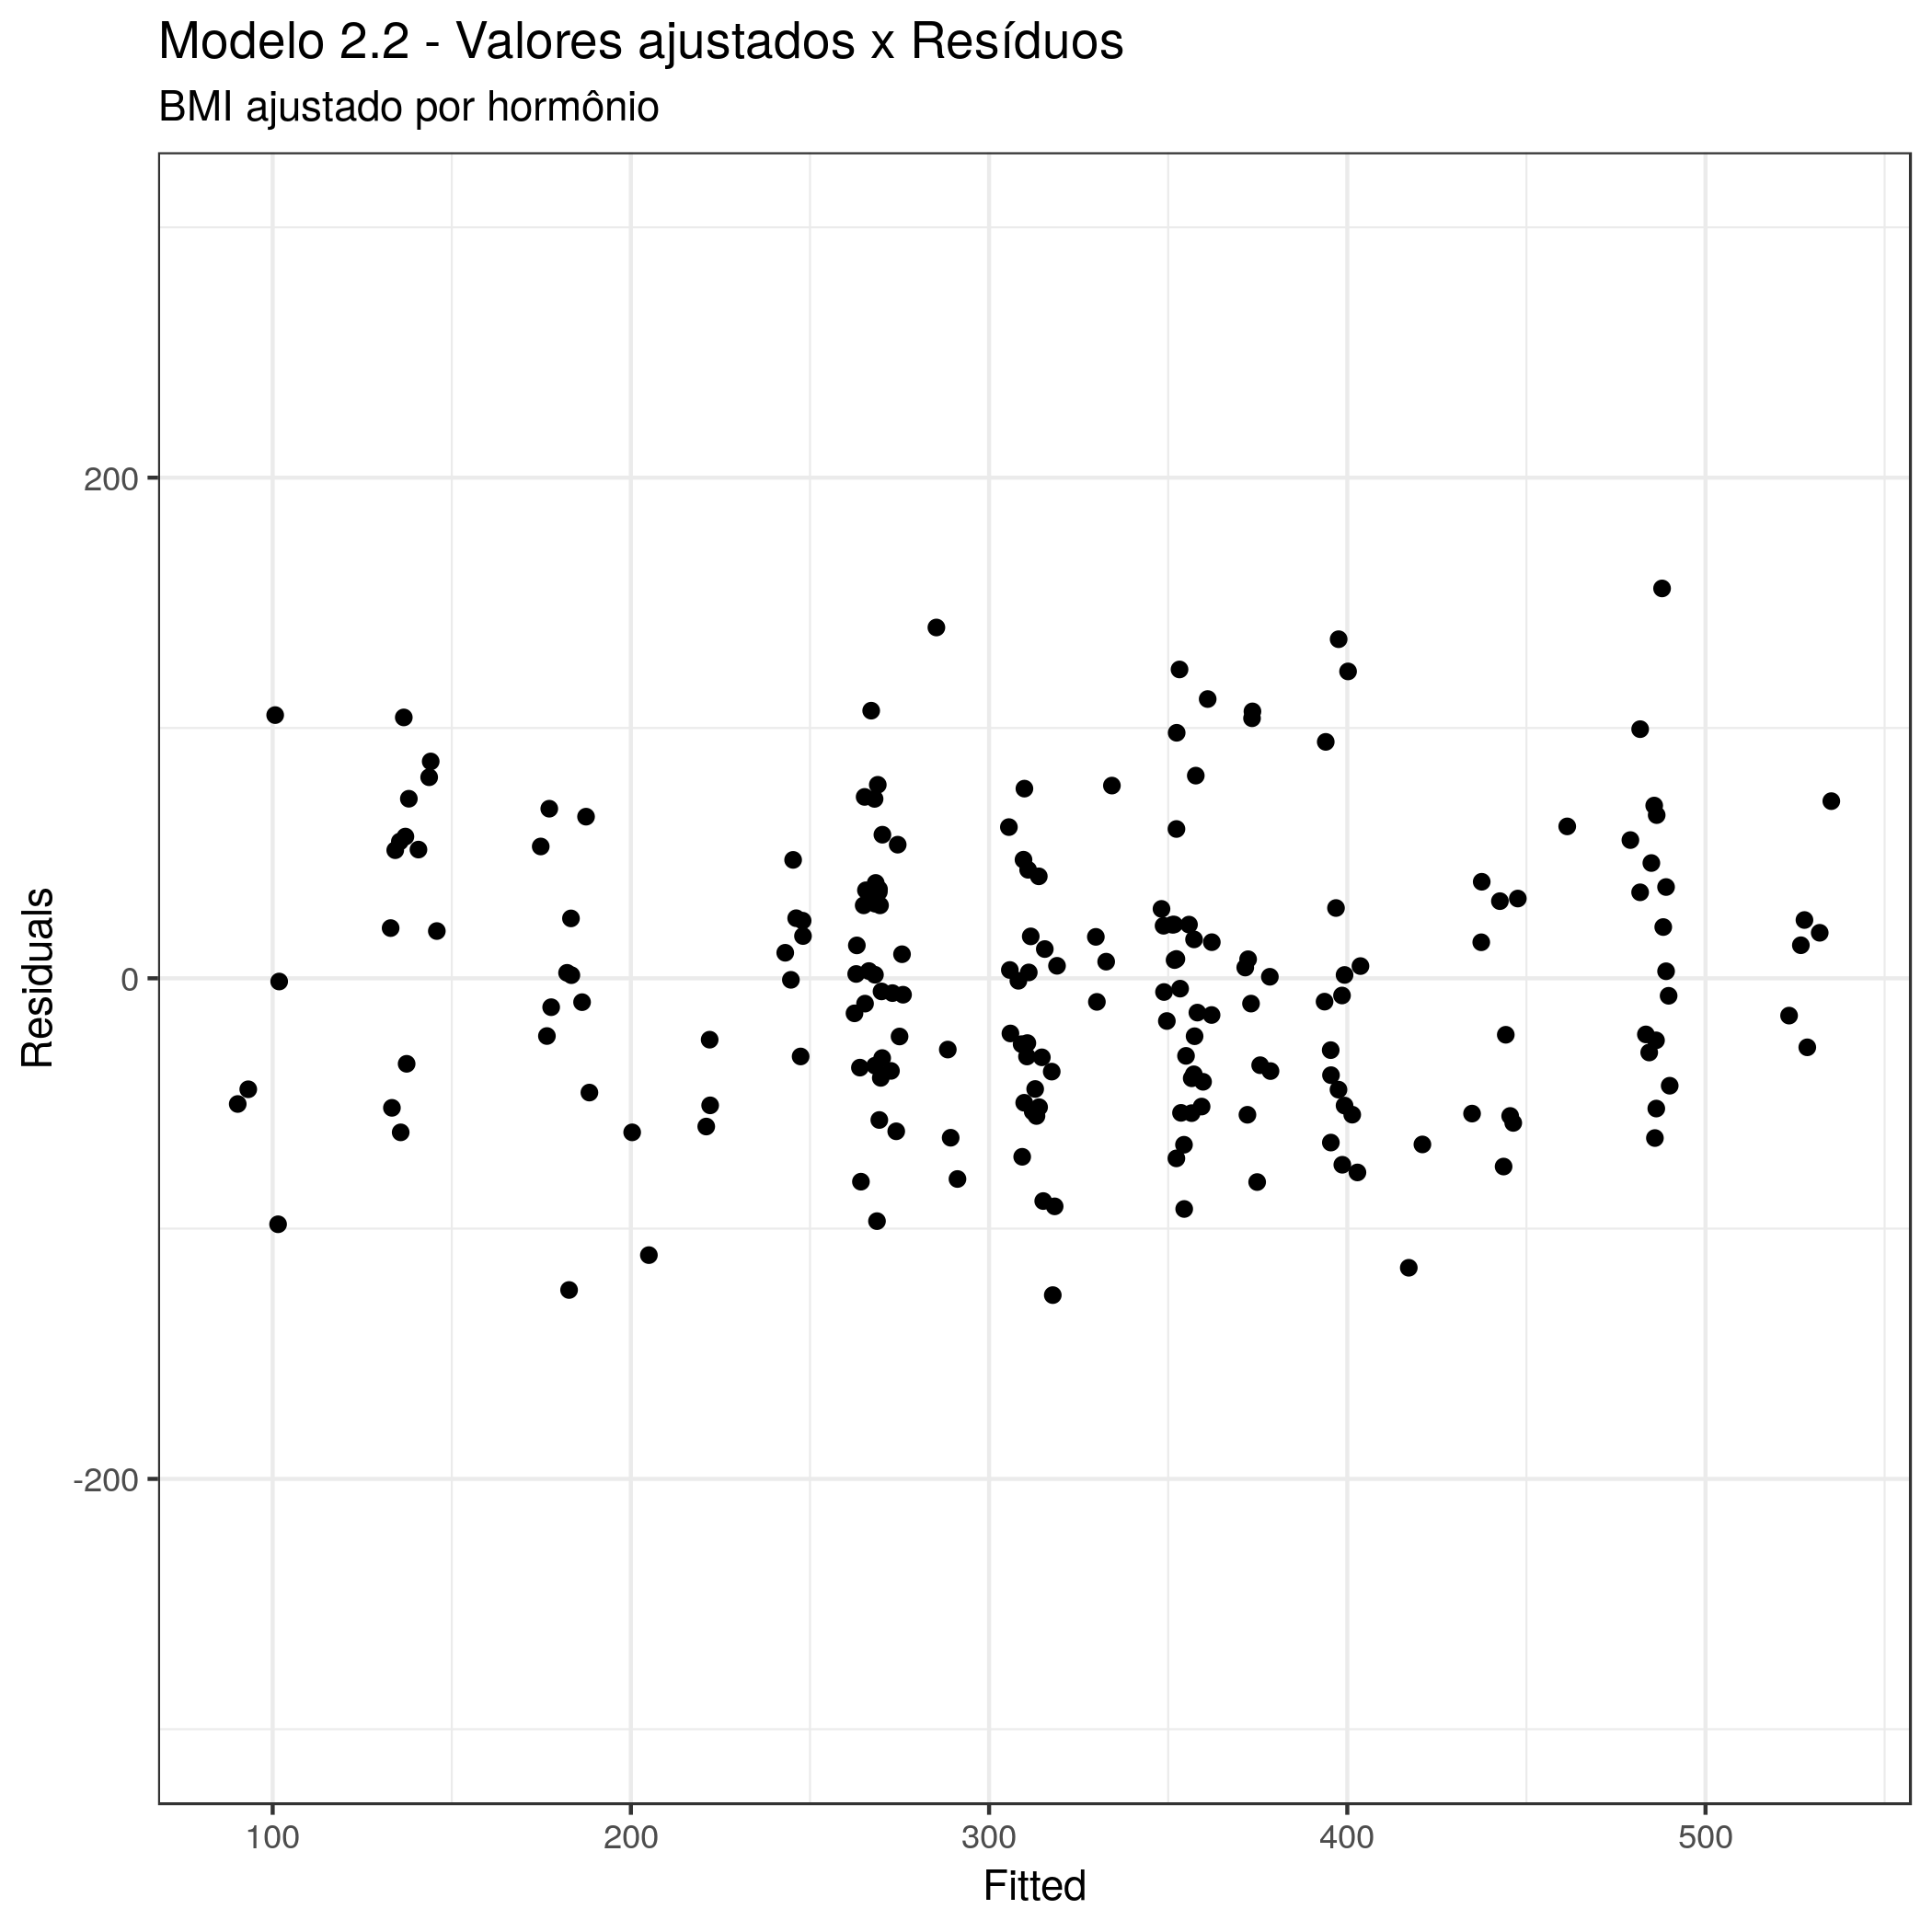 Modelo 2.2 - Valores ajustados x Resíduos
BMI ajustado por hormônio
Residuals
200
0
-200
100 200 300 400 500
Fitted